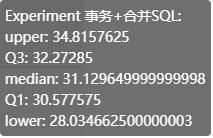 Experiment 事务+合并SQL:
upper: 34.8157625
Q3: 32.27285
median: 31.129649999999998
Q1: 30.577575
lower: 28.034662500000003